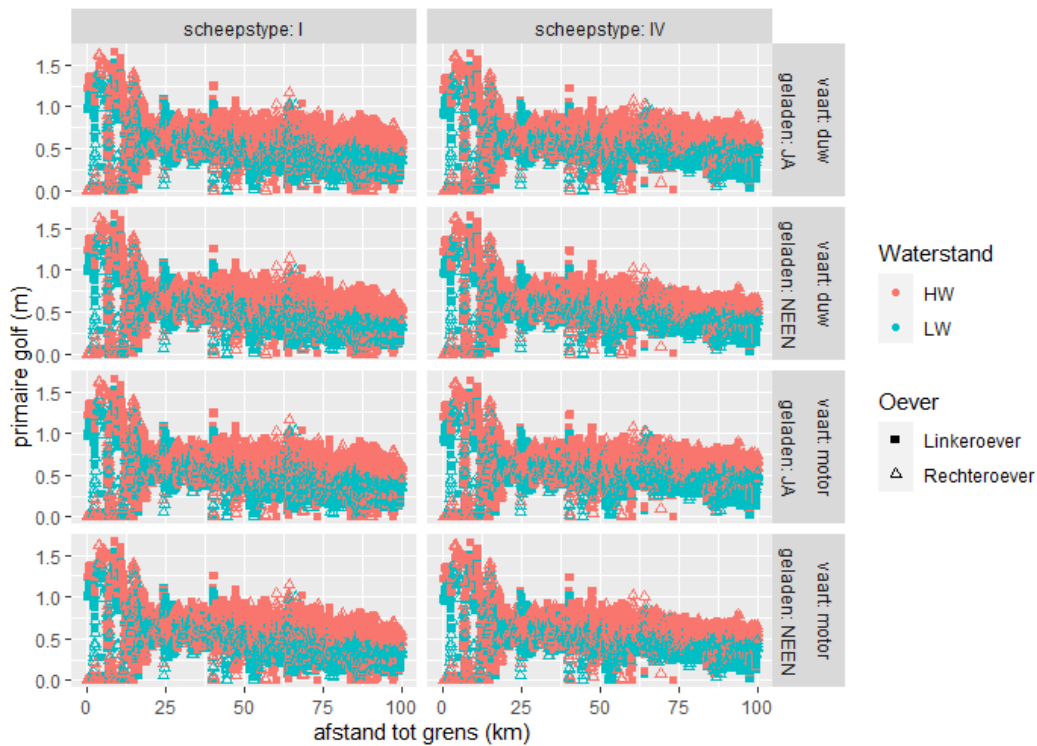 scheepstype: I
scheepstype: IV
primaire golf (m)
1.5
1.0
0.5
0.0
vaart: duw
geladen: JA
1.5
1.0
0.5
0.0
vaart: duw
geladen: NEEN
1.5
1.0
0.5
0.0
vaart: motor
geladen: JA
1.5
1.0
0.5
0.0
vaart: motor
geladen: NEEN
0
25
50
75
100
0
25
50
75
100
afstand tot grens (km)
Waterstand
HW
LW
Oever
Linkeroever
Rechteroever